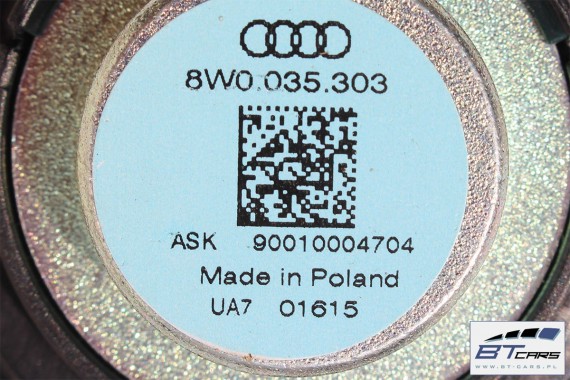 8W0.035.303
ASK 90010004704
Made in Poland
UA7 01615
BTCARS
WWW.BT-CARS.PL